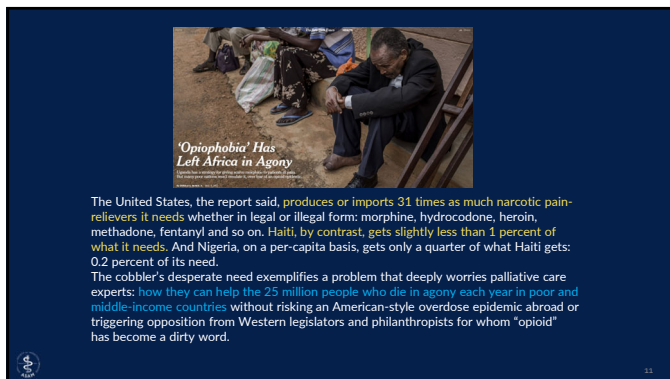 The New York Times
'Opiophobia' Has
Left Africa in Agony
The United States, the report said, produces or imports 31 times as much narcotic pain-
relievers it needs whether in legal or illegal form: morphine, hydrocodone, heroin,
methadone, fentanyl and so on. Haiti, by contrast, gets slightly less than 1 percent of
what it needs. And Nigeria, on a per-capita basis, gets only a quarter of what Haiti gets:
0.2 percent of its need.
The cobbler's desperate need exemplifies a problem that deeply worries palliative care
experts: how they can help the 25 million people who die in agony each year in poor and
middle-income countries without risking an American-style overdose epidemic abroad or
triggering opposition from Western legislators and philanthropists for whom “opioid”
has become a dirty word.
ASAM
11